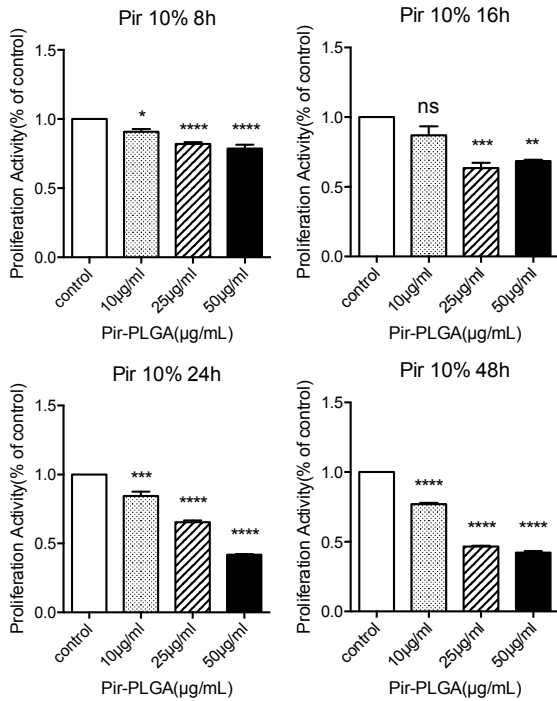 Pir 10% 8h
Proliferation Activity(% of control)
1.5
1.0
0.5
0.0
* **** ****
control 10µg/ml 25µg/ml 50µg/ml
Pir-PLGA(µg/mL)
Pir 10% 16h
Proliferation Activity(% of control)
1.5
1.0
0.5
0.0
ns *** **
control 10µg/ml 25µg/ml 50µg/ml
Pir-PLGA(µg/mL)
Pir 10% 24h
Proliferation Activity(% of control)
1.5
1.0
0.5
0.0
*** **** ****
control 10µg/ml 25µg/ml 50µg/ml
Pir-PLGA(µg/mL)
Pir 10% 48h
Proliferation Activity(% of control)
1.5
1.0
0.5
0.0
**** **** ****
control 10µg/ml 25µg/ml 50µg/ml
Pir-PLGA(µg/mL)